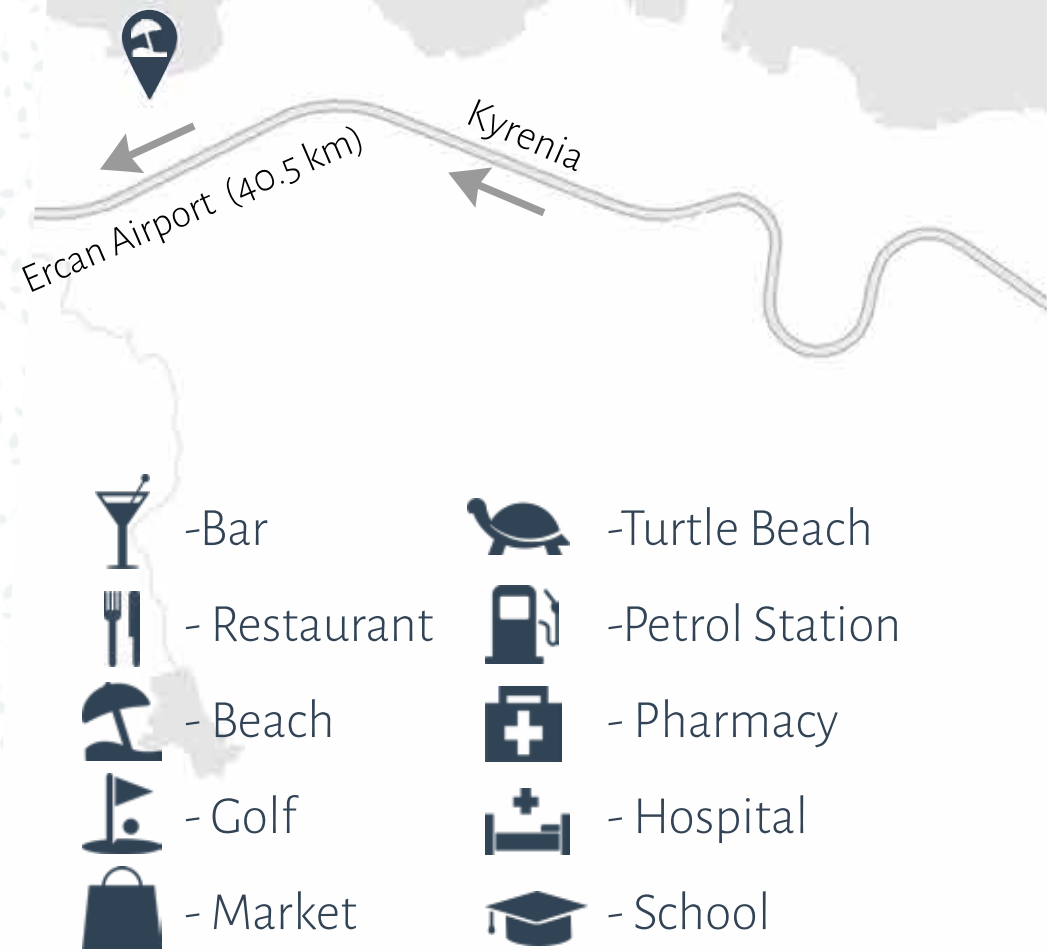 Kyrenia
Ercan Airport (40.5 km)
-Bar
- Restaurant
- Beach
- Golf
- Market
-Turtle Beach
-Petrol Station
- Pharmacy
- Hospital
- School